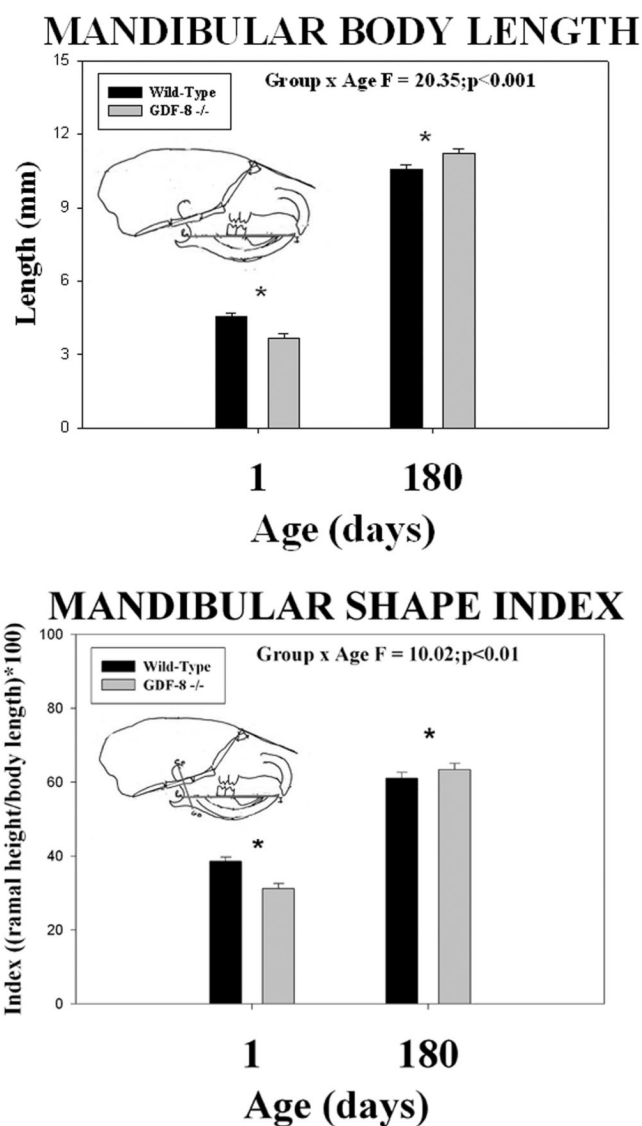 MANDIBULAR BODY LENGTH
Group x Age F = 20.35;p<0.001
Wild-Type
GDF-8 -/-
Length (mm)
15
12
9
6
3
0
*
*
1 180
Age (days)
MANDIBULAR SHAPE INDEX
Group x Age F = 10.02;p<0.01
Wild-Type
GDF-8 -/-
Index ((ramal height/body length)*100)
100
80
60
40
20
0
*
*
1 180
Age (days)